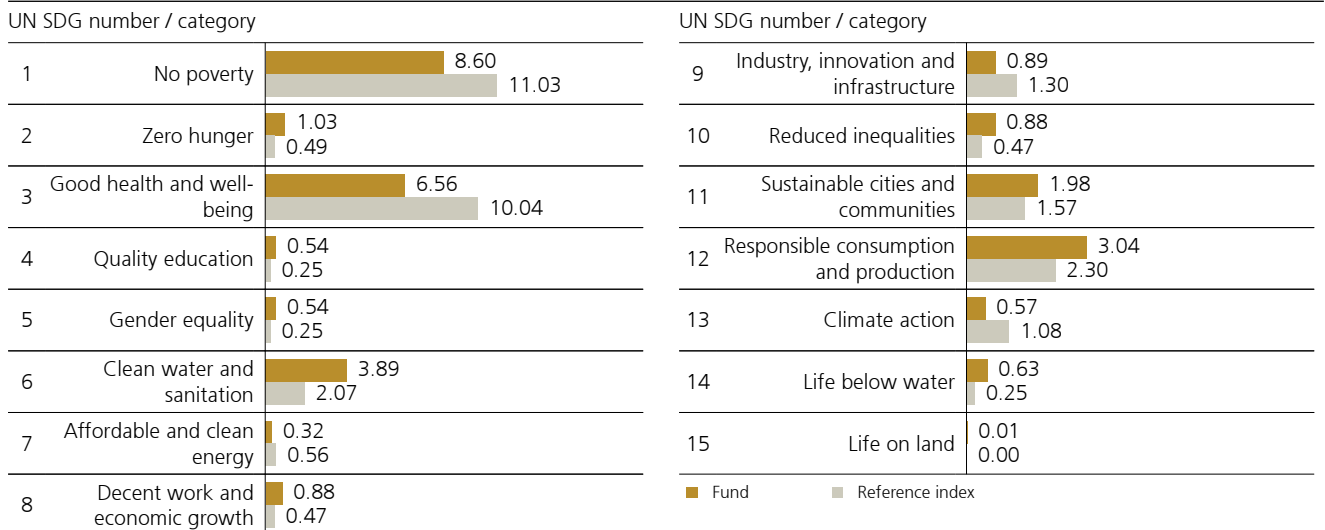 UN SDG number / category
1 No poverty 8.60
11.03
2 Zero hunger 1.03
0.49
3 Good health and well-
being 6.56
10.04
4 Quality education 0.54
0.25
5 Gender equality 0.54
0.25
6 Clean water and
sanitation 3.89
2.07
7 Affordable and clean
energy 0.32
0.56
8 Decent work and
economic growth 0.88
0.47
UN SDG number / category
9 Industry, innovation and
infrastructure 0.89
1.30
10 Reduced inequalities 0.88
0.47
11 Sustainable cities and
communities 1.98
1.57
12 Responsible consumption
and production 3.04
2.30
13 Climate action 0.57
1.08
14 Life below water 0.63
0.25
15 Life on land 0.01
0.00
Fund Reference index